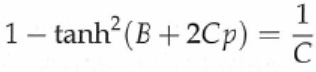 1 − tanh²(B + 2Cp) = 1/C